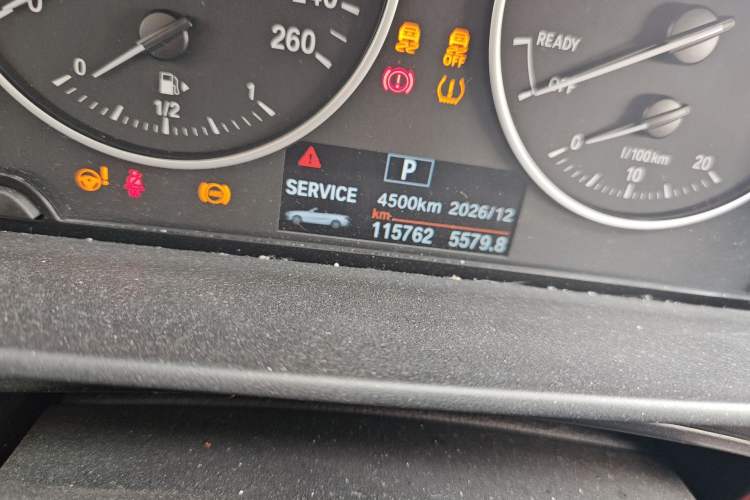 260
0
1/2
1
OFF
READY
OFF
0
10
20
l/100km
P
SERVICE
4500km 2026/12
km
115762 5579.8